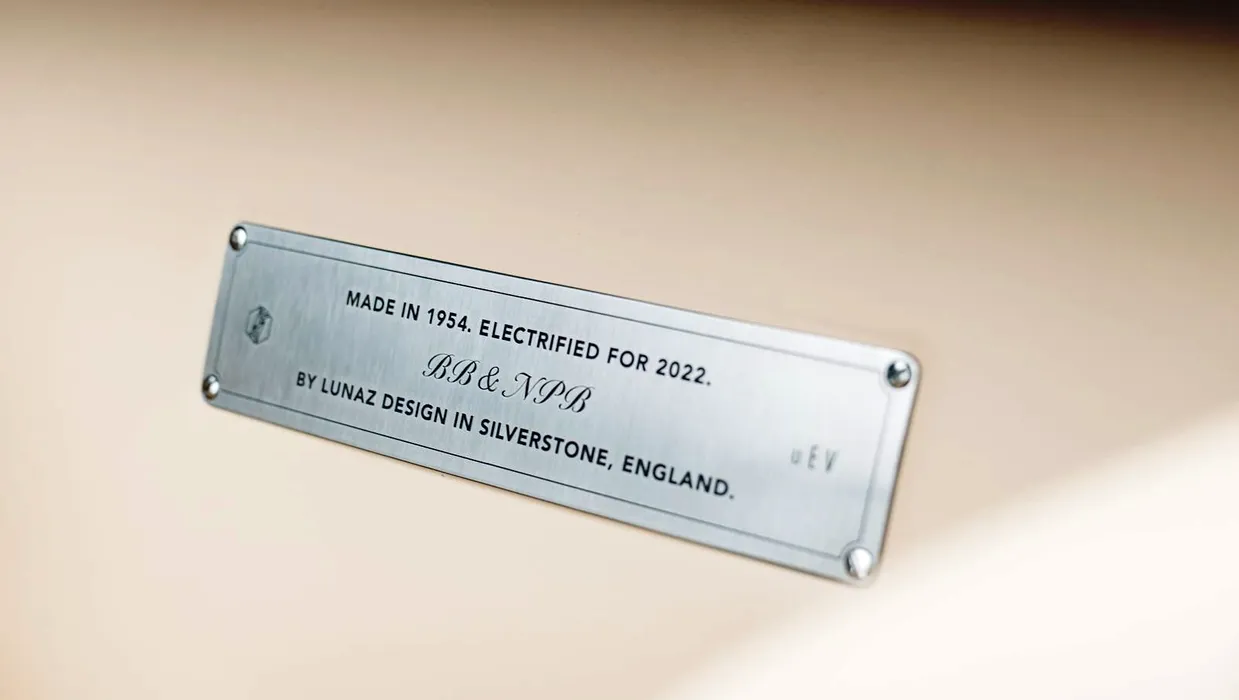 MADE IN 1954. ELECTRIFIED FOR 2022.
BB & NPB
BY LUNAZ DESIGN IN SILVERSTONE, ENGLAND.
uEV